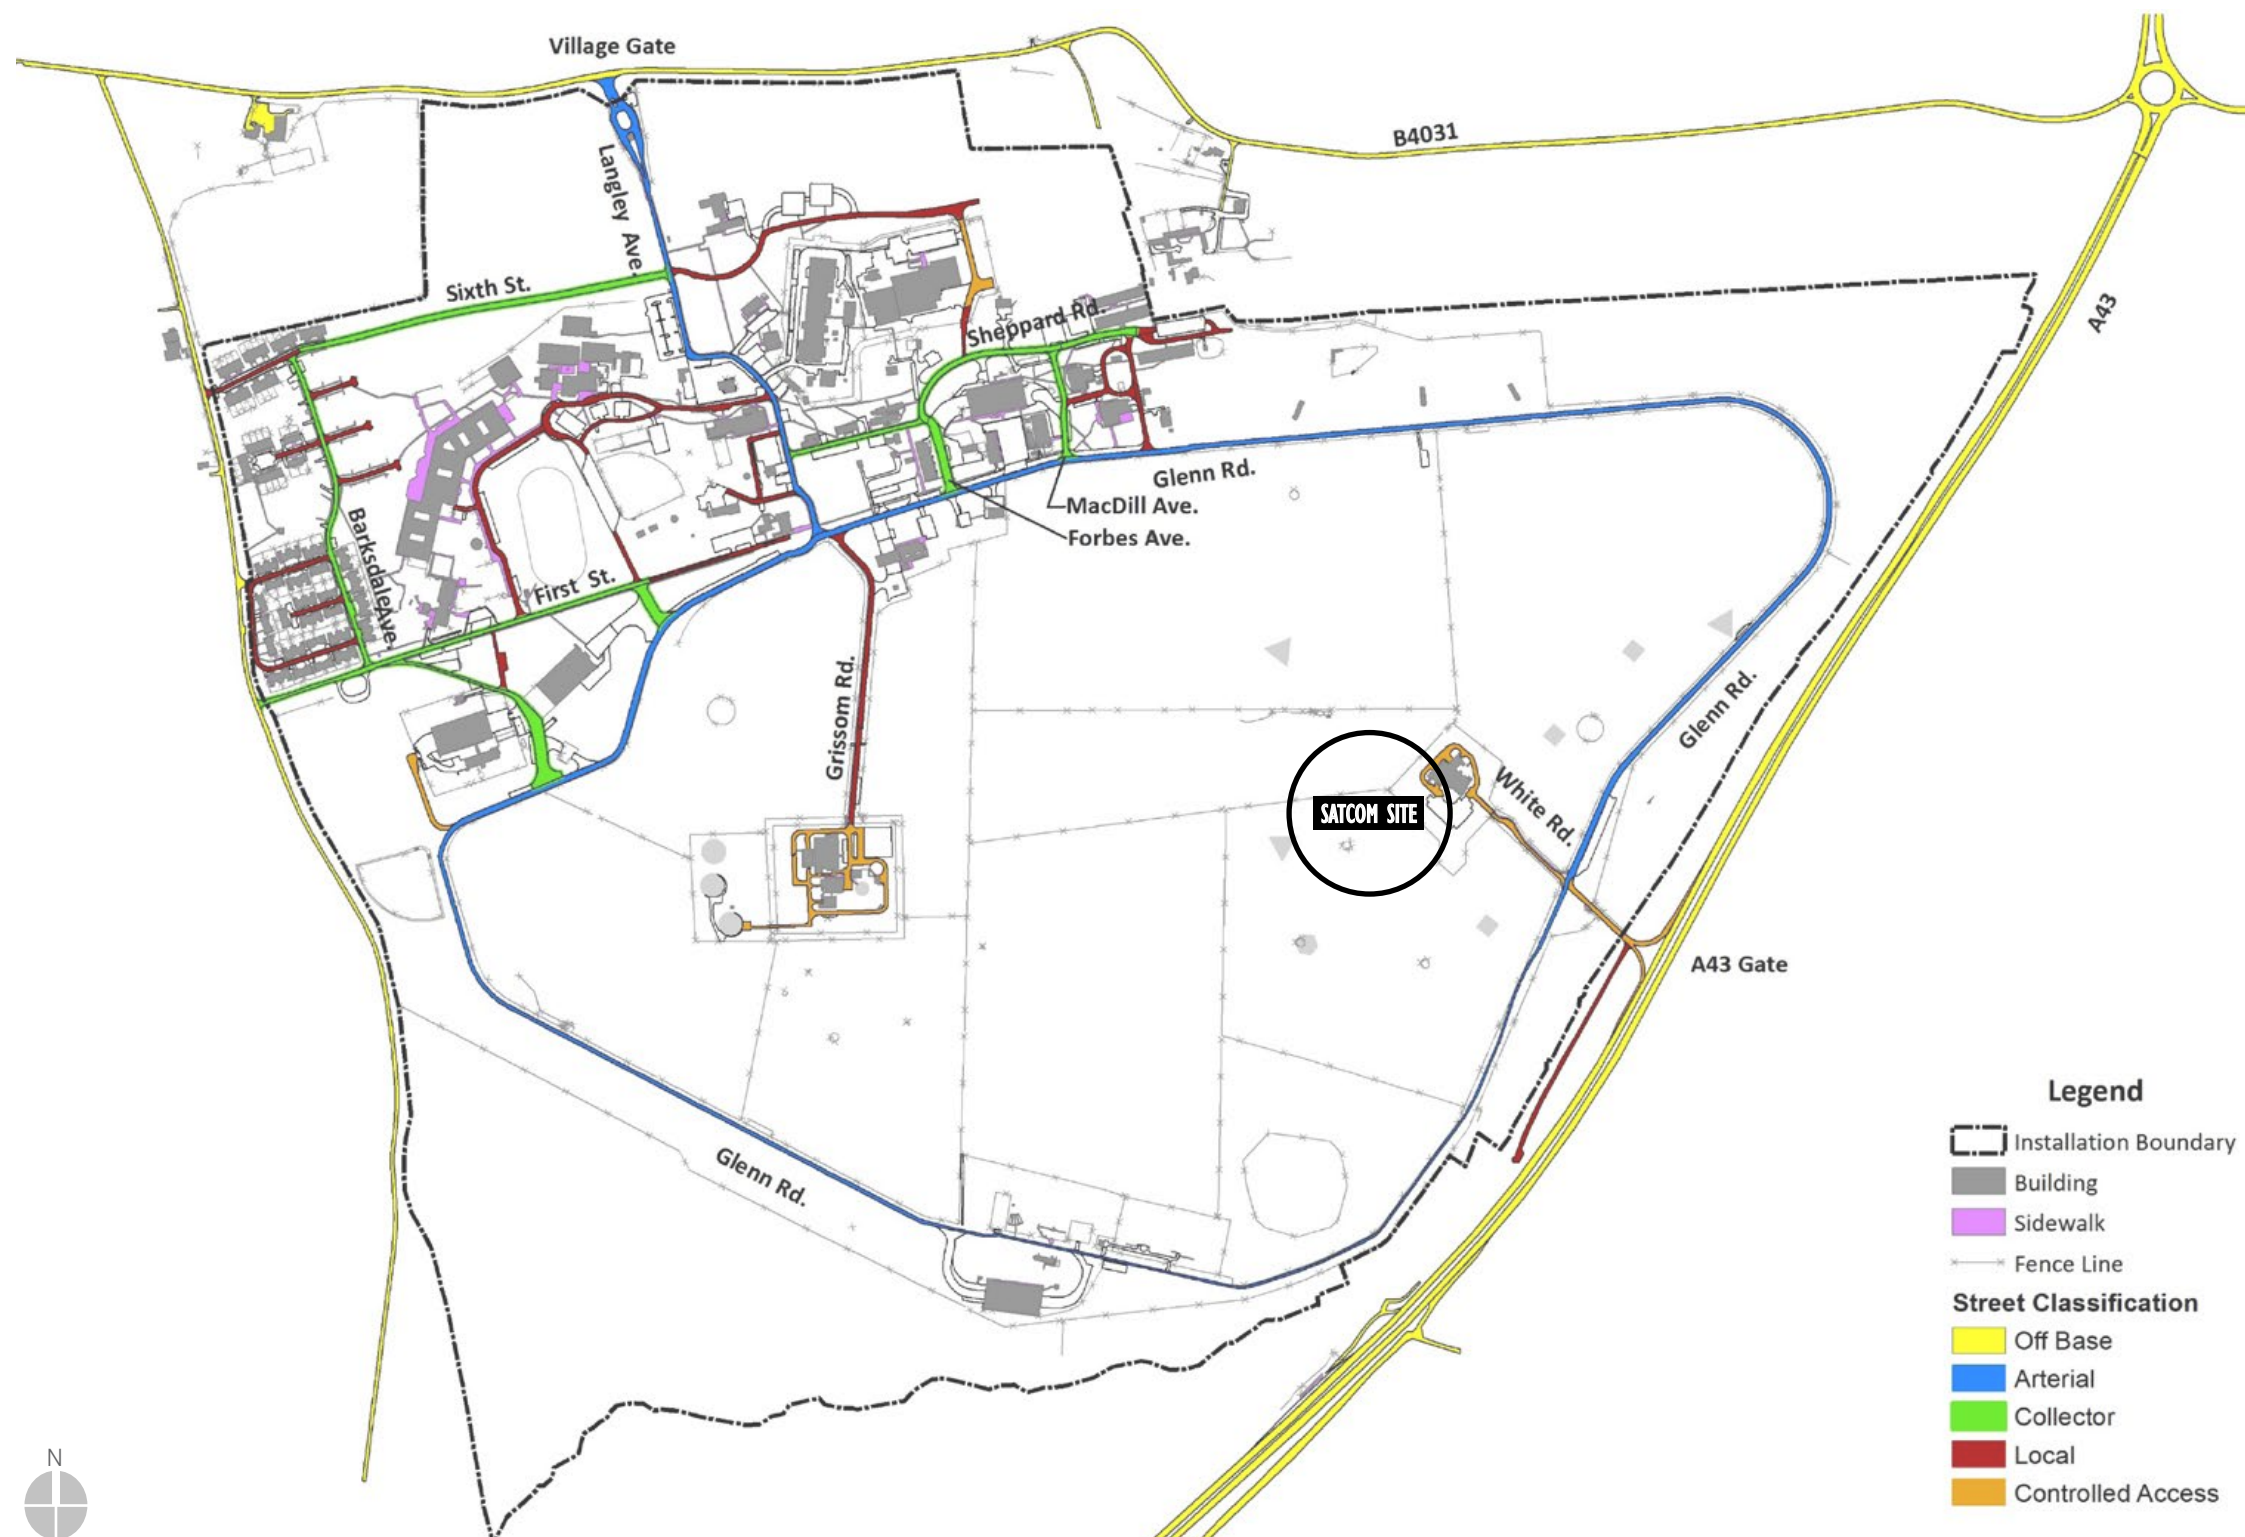 Village Gate
B4031
Langley Ave.
A43
Sixth St.
Sheppard Rd.
Glenn Rd.
MacDill Ave.
Forbes Ave.
Barksdale Ave.
First St.
Grissom Rd.
Glenn Rd.
SATCOM SITE
White Rd.
A43 Gate
Glenn Rd.
Legend
Installation Boundary
Building
Sidewalk
Fence Line
Street Classification
Off Base
Arterial
Collector
Local
Controlled Access
N